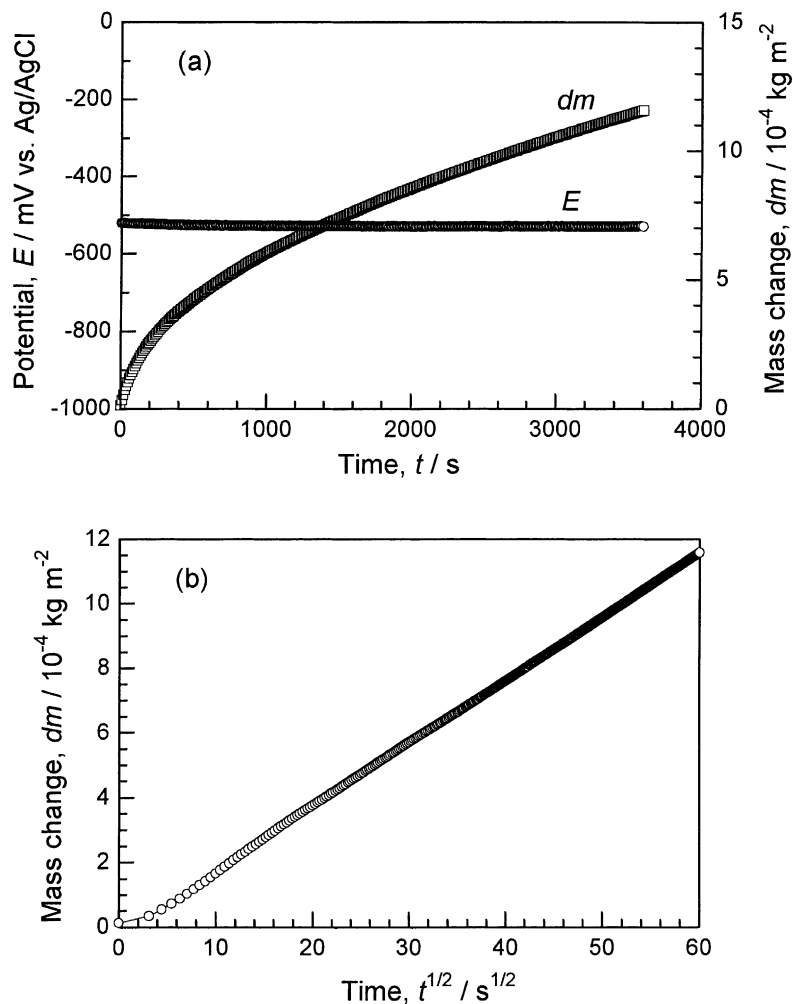 (a)
dm
E
0
-200
-400
-600
-800
-1000
Potential, E / mV vs. Ag/AgCl
15
10
5
0
Mass change, dm / 10-4 kg m-2
0 1000 2000 3000 4000
Time, t / s
(b)
12
10
8
6
4
2
0
Mass change, dm / 10-4 kg m-2
0 10 20 30 40 50 60
Time, t1/2 / s1/2